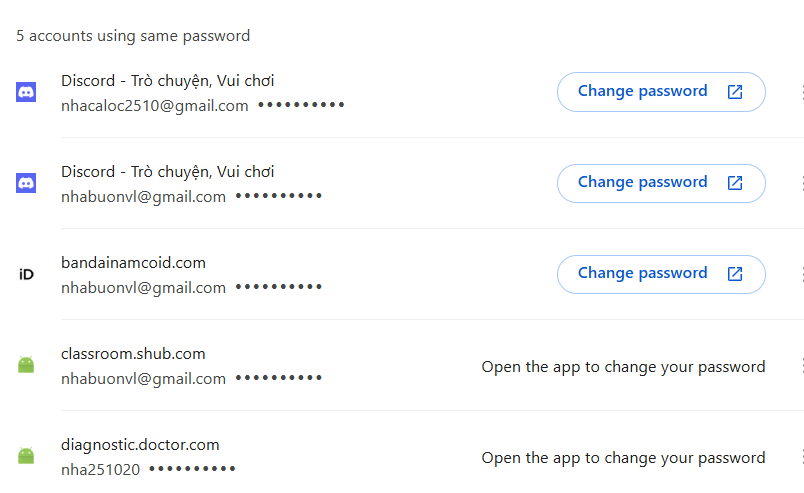 5 accounts using same password
Discord - Trò chuyện, Vui chơi
nhacaloc2510@gmail.com ••••••••••
Change password
Discord - Trò chuyện, Vui chơi
nhabuonvl@gmail.com ••••••••••
Change password
iD
bandainamcoid.com
nhabuonvl@gmail.com ••••••••••
Change password
classroom.shub.com
nhabuonvl@gmail.com ••••••••••
Open the app to change your password
diagnostic.doctor.com
nha251020 ••••••••••
Open the app to change your password